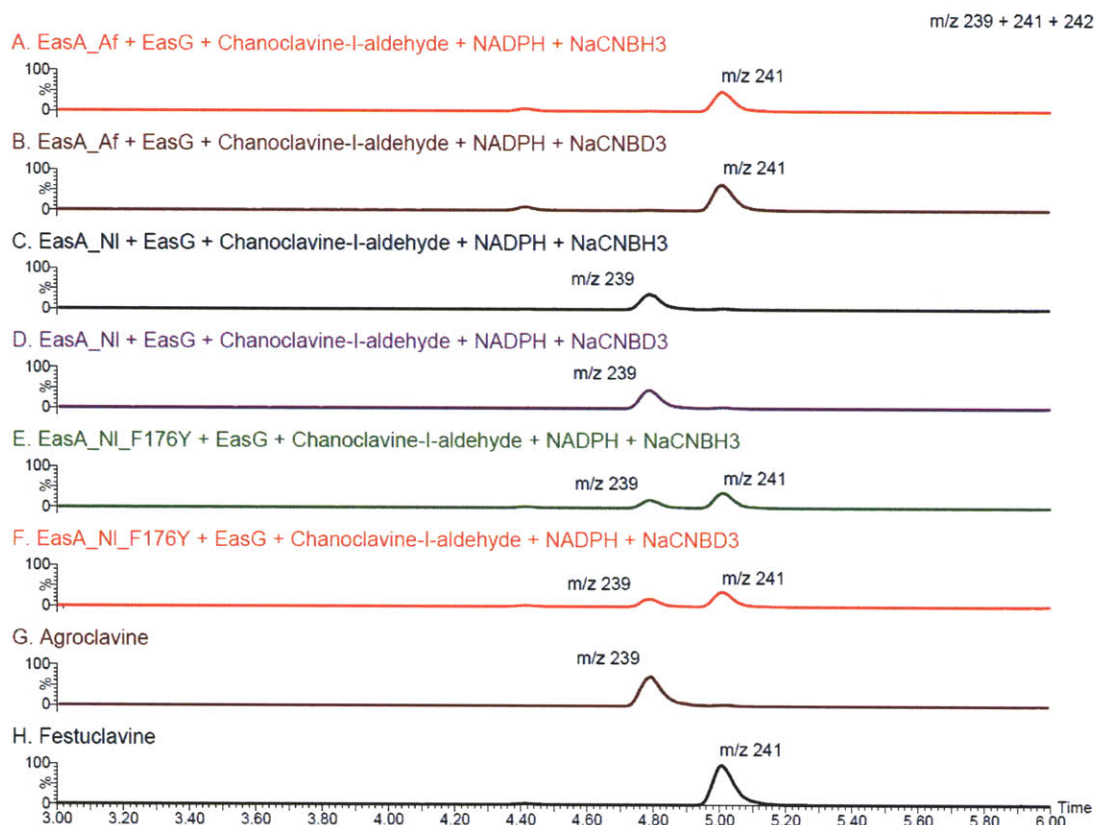 m/z 239 + 241 + 242
A. EasA_Af + EasG + Chanoclavine-I-aldehyde + NADPH + NaCNBH3
100
%
0
m/z 241
B. EasA_Af + EasG + Chanoclavine-I-aldehyde + NADPH + NaCNBD3
100
%
0
m/z 241
C. EasA_NI + EasG + Chanoclavine-I-aldehyde + NADPH + NaCNBH3
100
%
0
m/z 239
D. EasA_NI + EasG + Chanoclavine-I-aldehyde + NADPH + NaCNBD3
100
%
0
m/z 239
E. EasA_NI_F176Y + EasG + Chanoclavine-I-aldehyde + NADPH + NaCNBH3
100
%
0
m/z 239 m/z 241
F. EasA_NI_F176Y + EasG + Chanoclavine-I-aldehyde + NADPH + NaCNBD3
100
%
0
m/z 239 m/z 241
G. Agroclavine
100
%
0
m/z 239
H. Festuclavine
100
%
0
m/z 241
Time
3.00 3.20 3.40 3.60 3.80 4.00 4.20 4.40 4.60 4.80 5.00 5.20 5.40 5.60 5.80 6.00